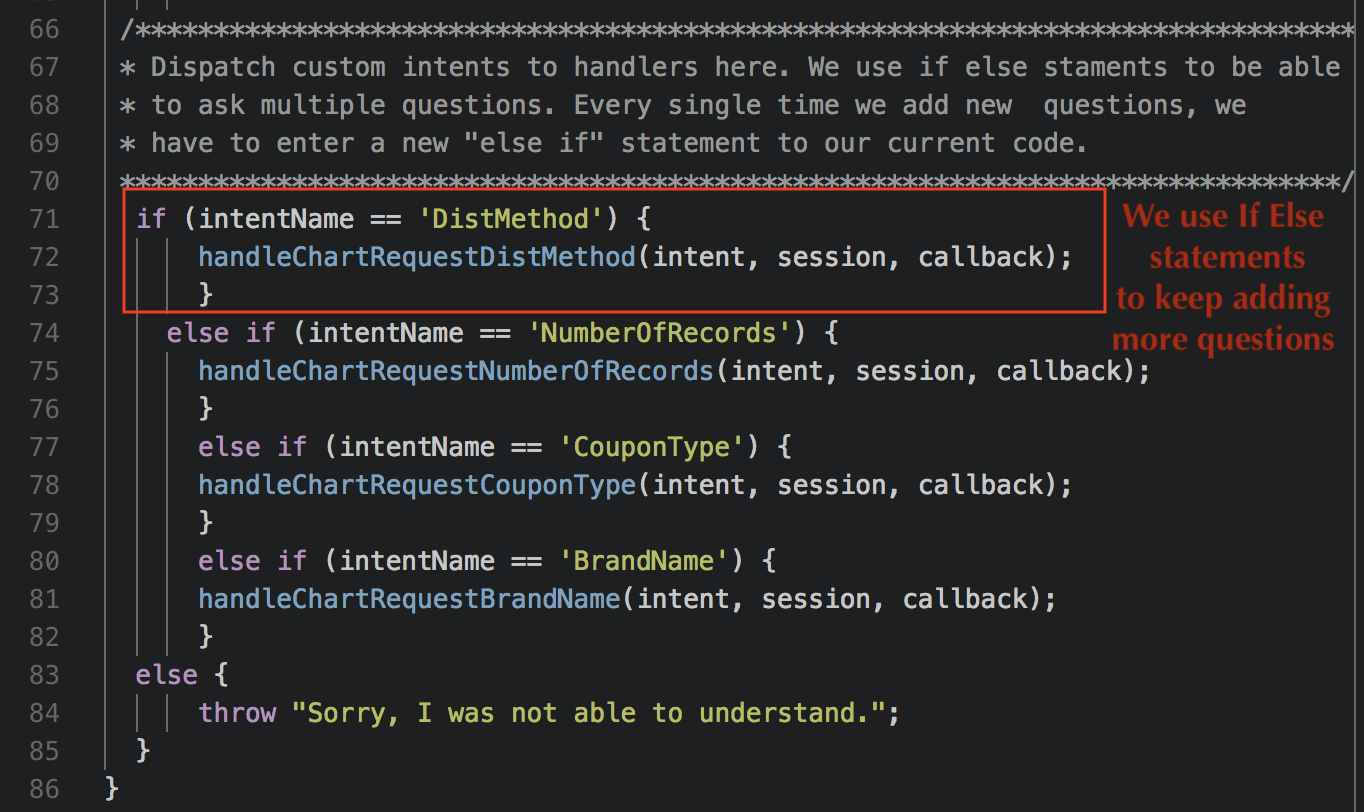 66 /******************************************************************************
67 * Dispatch custom intents to handlers here. We use if else staments to be able
68 * to ask multiple questions. Every single time we add new  questions, we
69 * have to enter a new "else if" statement to our current code.
70 ******************************************************************************/
71 if (intentName == 'DistMethod') {
72 handleChartRequestDistMethod(intent, session, callback);
73 }
74 else if (intentName == 'NumberOfRecords') {
75 handleChartRequestNumberOfRecords(intent, session, callback);
76 }
77 else if (intentName == 'CouponType') {
78 handleChartRequestCouponType(intent, session, callback);
79 }
80 else if (intentName == 'BrandName') {
81 handleChartRequestBrandName(intent, session, callback);
82 }
83 else {
84 throw "Sorry, I was not able to understand.";
85 }
86 }
We use If Else
statements
to keep adding
more questions